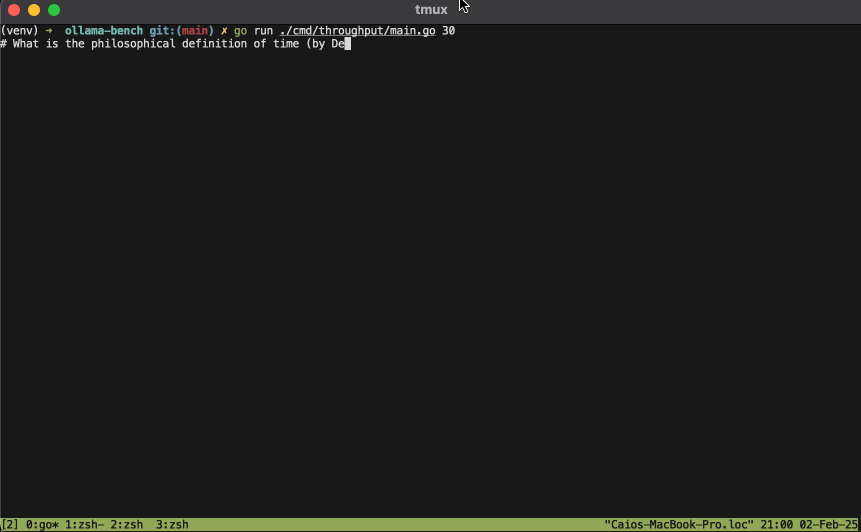 tmux
(venv) ➜ ollama-bench git:(main) ✗ go run ./cmd/throughput/main.go 30
# What is the philosophical definition of time (by De
[2] 0:go* 1:zsh- 2:zsh 3:zsh "Caios-MacBook-Pro.loc" 21:00 02-Feb-25